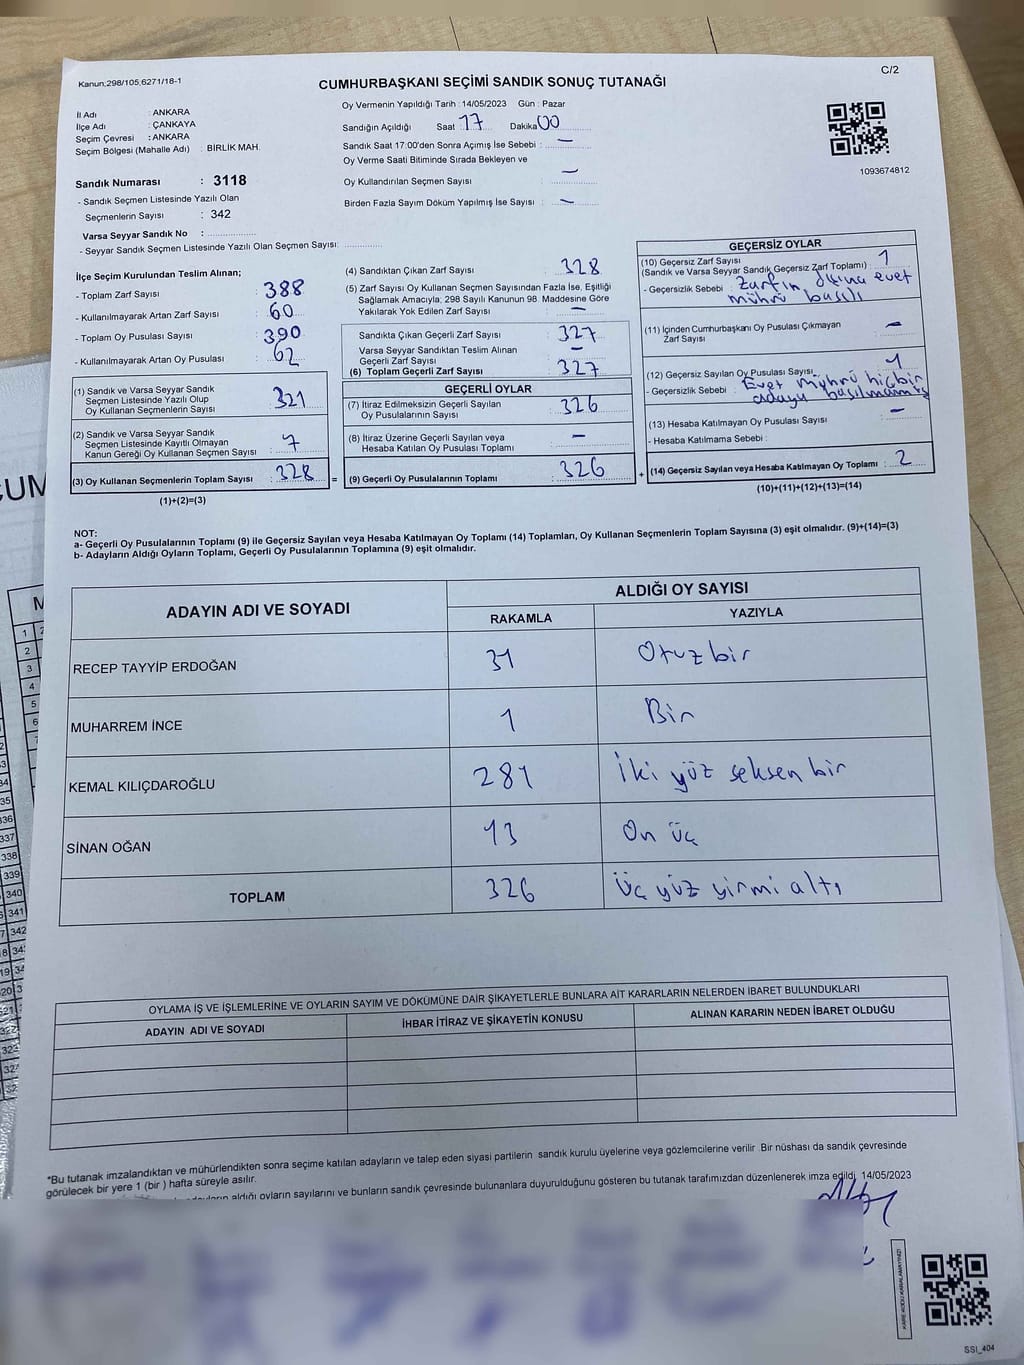 Kanun:298/105,6271/18-1
C/2
CUMHURBAŞKANI SEÇİMİ SANDIK SONUÇ TUTANAĞI
İl Adı : ANKARA
İlçe Adı : ÇANKAYA
Seçim Çevresi : ANKARA
Seçim Bölgesi (Mahalle Adı) : BİRLİK MAH.
Sandık Numarası : 3118
- Sandık Seçmen Listesinde Yazılı Olan
Seçmenlerin Sayısı : 342
Varsa Seyyar Sandık No :
- Seyyar Sandık Seçmen Listesinde Yazılı Olan Seçmen Sayısı:
Oy Vermenin Yapıldığı Tarih : 14/05/2023 Gün : Pazar
Sandığın Açıldığı Saat : 17 Dakika 00
Sandık Saat 17:00'den Sonra Açımış İse Sebebi : —
Oy Verme Saati Bitiminde Sırada Bekleyen ve
Oy Kullandırılan Seçmen Sayısı : —
Birden Fazla Sayım Döküm Yapılmış İse Sayısı : —
1093674812
İlçe Seçim Kurulundan Teslim Alınan;
- Toplam Zarf Sayısı : 388
- Kullanılmayarak Artan Zarf Sayısı : 60
- Toplam Oy Pusulası Sayısı : 390
- Kullanılmayarak Artan Oy Pusulası : 62
(1) Sandık ve Varsa Seyyar Sandık
Seçmen Listesinde Yazılı Olup
Oy Kullanan Seçmenlerin Sayısı : 321
(2) Sandık ve Varsa Seyyar Sandık
Seçmen Listesinde Kayıtlı Olmayan
Kanun Gereği Oy Kullanan Seçmen Sayısı : 7
(3) Oy Kullanan Seçmenlerin Toplam Sayısı : 328
(1)+(2)=(3)
(4) Sandıktan Çıkan Zarf Sayısı : 328
(5) Zarf Sayısı Oy Kullanan Seçmen Sayısından Fazla İse, Eşitliği
Sağlamak Amacıyla; 298 Sayılı Kanunun 98. Maddesine Göre
Yakılarak Yok Edilen Zarf Sayısı : —
Sandıkta Çıkan Geçerli Zarf Sayısı : 327
Varsa Seyyar Sandıktan Teslim Alınan
Geçerli Zarf Sayısı : —
(6) Toplam Geçerli Zarf Sayısı : 327
GEÇERLİ OYLAR
(7) İtiraz Edilmeksizin Geçerli Sayılan
Oy Pusulalarının Sayısı : 326
(8) İtiraz Üzerine Geçerli Sayılan veya
Hesaba Katılan Oy Pusulası Toplamı : —
= (9) Geçerli Oy Pusulalarının Toplamı : 326
GEÇERSİZ OYLAR
(10) Geçersiz Zarf Sayısı
(Sandık ve Varsa Seyyar Sandık Geçersiz Zarf Toplamı) : 1
- Geçersizlik Sebebi : Zarfın dışına evet
mührü basılı
(11) İçinden Cumhurbaşkanı Oy Pusulası Çıkmayan
Zarf Sayısı : —
(12) Geçersiz Sayılan Oy Pusulası Sayısı : 1
- Geçersizlik Sebebi : Evet mührü hiçbir
adaya basılmamış
(13) Hesaba Katılmayan Oy Pusulası Sayısı : —
- Hesaba Katılmama Sebebi :
+ (14) Geçersiz Sayılan veya Hesaba Katılmayan Oy Toplamı : 2
(10)+(11)+(12)+(13)=(14)
NOT:
a- Geçerli Oy Pusulalarının Toplamı (9) ile Geçersiz Sayılan veya Hesaba Katılmayan Oy Toplamı (14) Toplamları, Oy Kullanan Seçmenlerin Toplam Sayısına (3) eşit olmalıdır. (9)+(14)=(3)
b- Adayların Aldığı Oyların Toplamı, Geçerli Oy Pusulalarının Toplamına (9) eşit olmalıdır.
ADAYIN ADI VE SOYADI
ALDIĞI OY SAYISI
RAKAMLA YAZIYLA
RECEP TAYYİP ERDOĞAN 31 Otuz bir
MUHARREM İNCE 1 Bir
KEMAL KILIÇDAROĞLU 281 İki yüz seksen bir
SİNAN OĞAN 13 On üç
TOPLAM 326 Üç yüz yirmi altı
OYLAMA İŞ VE İŞLEMLERİNE VE OYLARIN SAYIM VE DÖKÜMÜNE DAİR ŞİKAYETLERLE BUNLARA AİT KARARLARIN NELERDEN İBARET BULUNDUKLARI
ADAYIN ADI VE SOYADI İHBAR İTİRAZ VE ŞİKAYETİN KONUSU ALINAN KARARIN NEDEN İBARET OLDUĞU
*Bu tutanak imzalandıktan ve mühürlendikten sonra seçime katılan adayların ve talep eden siyasi partilerin sandık kurulu üyelerine veya gözlemcilerine verilir. Bir nüshası da sandık çevresinde
görülecek bir yere 1 (bir ) hafta süreyle asılır.
aldığı oyların sayılarını ve bunların sandık çevresinde bulunanlara duyurulduğunu gösteren bu tutanak tarafımızdan düzenlenerek imza edildi. 14/05/2023
KARE KODU KARALAMAYINIZ!
SSI_404